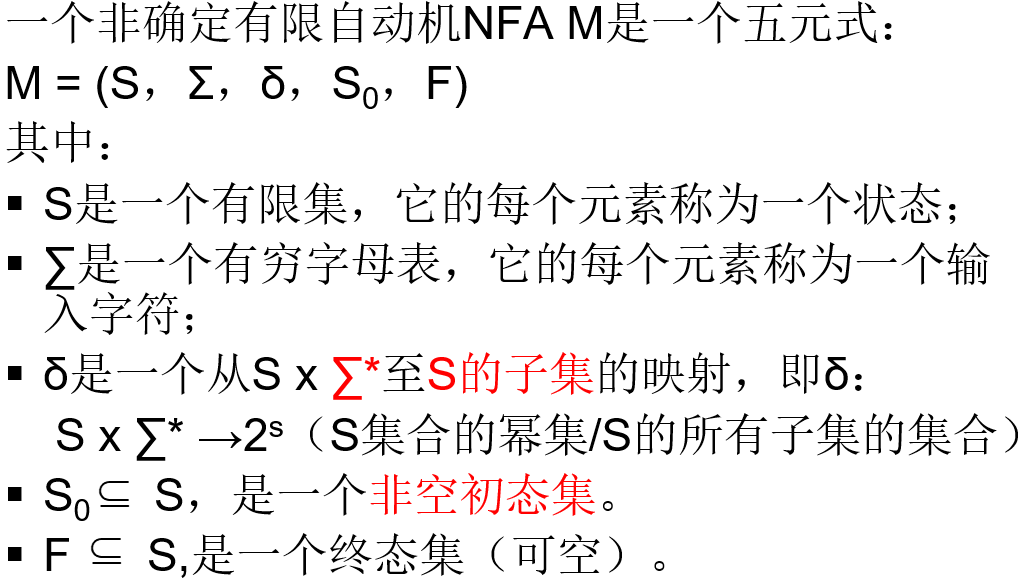 一个非确定有限自动机NFA M是一个五元式：
M = (S，Σ，δ，S₀，F)
其中：
▪ S是一个有限集，它的每个元素称为一个状态；
▪ ∑是一个有穷字母表，它的每个元素称为一个输
入字符；
▪ δ是一个从S x ∑*至S的子集的映射，即δ：
S x ∑* →2ˢ（S集合的幂集/S的所有子集的集合）
▪ S₀⊆ S，是一个非空初态集。
▪ F ⊆ S,是一个终态集（可空）。